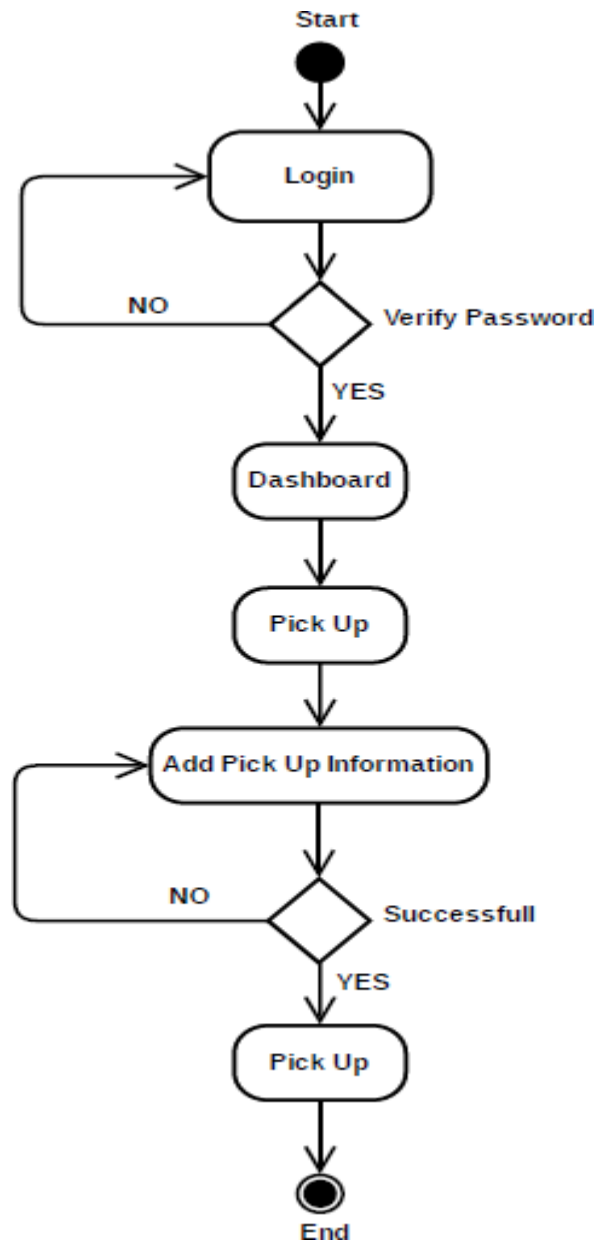 Start
Login
NO
Verify Password
YES
Dashboard
Pick Up
Add Pick Up Information
NO
Successfull
YES
Pick Up
End